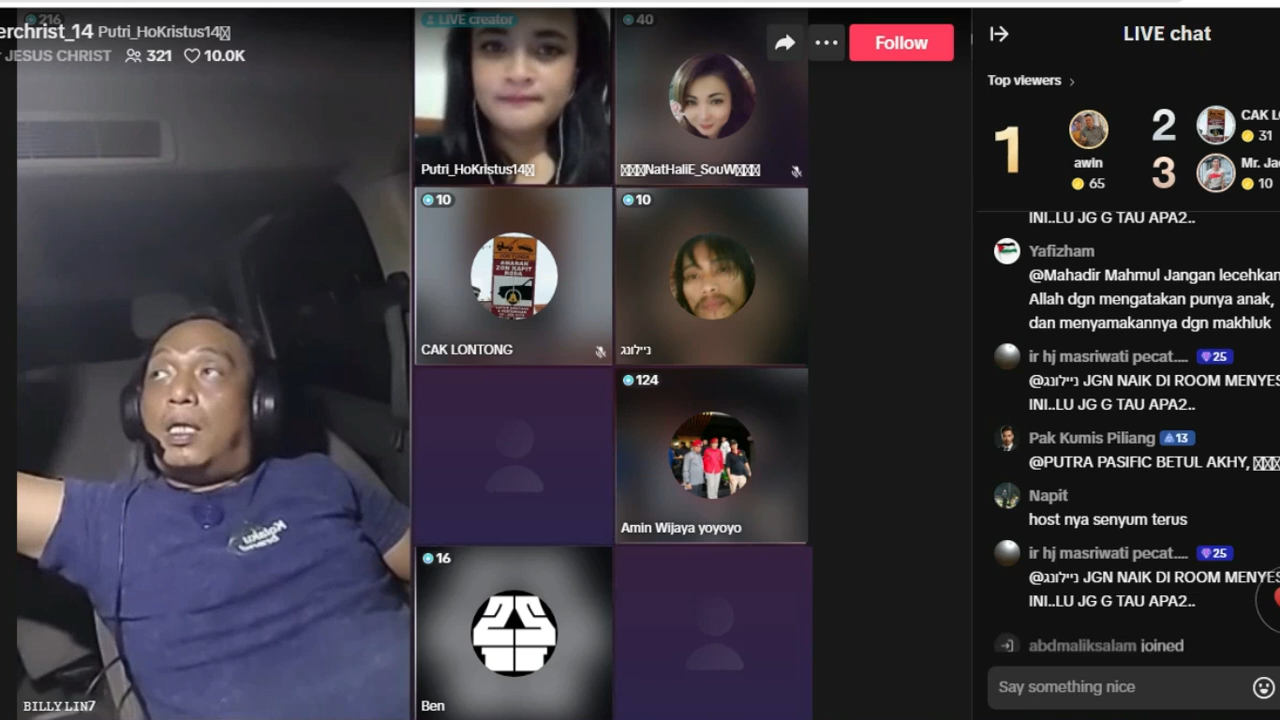 216
erchrist_14 Putri_HoKristus14
JESUS CHRIST 321 10.0K
LIVE creator
Putri_HoKristus14
40
NatHaliE_SouW
Follow
10
CAK LONTONG
10
ניילונג
124
Amin Wijaya yoyoyo
16
Ben
BILLY LIN7
LIVE chat
Top viewers
1
awin
65
2
CAK L
31
3
Mr. Ja
10
INI..LU JG G TAU APA2..
Yafizham
@Mahadir Mahmul Jangan lecehkan
Allah dgn mengatakan punya anak,
dan menyamakannya dgn makhluk
ir hj masriwati pecat.... 25
@ניילונג JGN NAIK DI ROOM MENYES
INI..LU JG G TAU APA2..
Pak Kumis Piliang 13
@PUTRA PASIFIC BETUL AKHY,
Napit
host nya senyum terus
ir hj masriwati pecat.... 25
@ניילונג JGN NAIK DI ROOM MENYES
INI..LU JG G TAU APA2..
abdmaliksalam joined
Say something nice